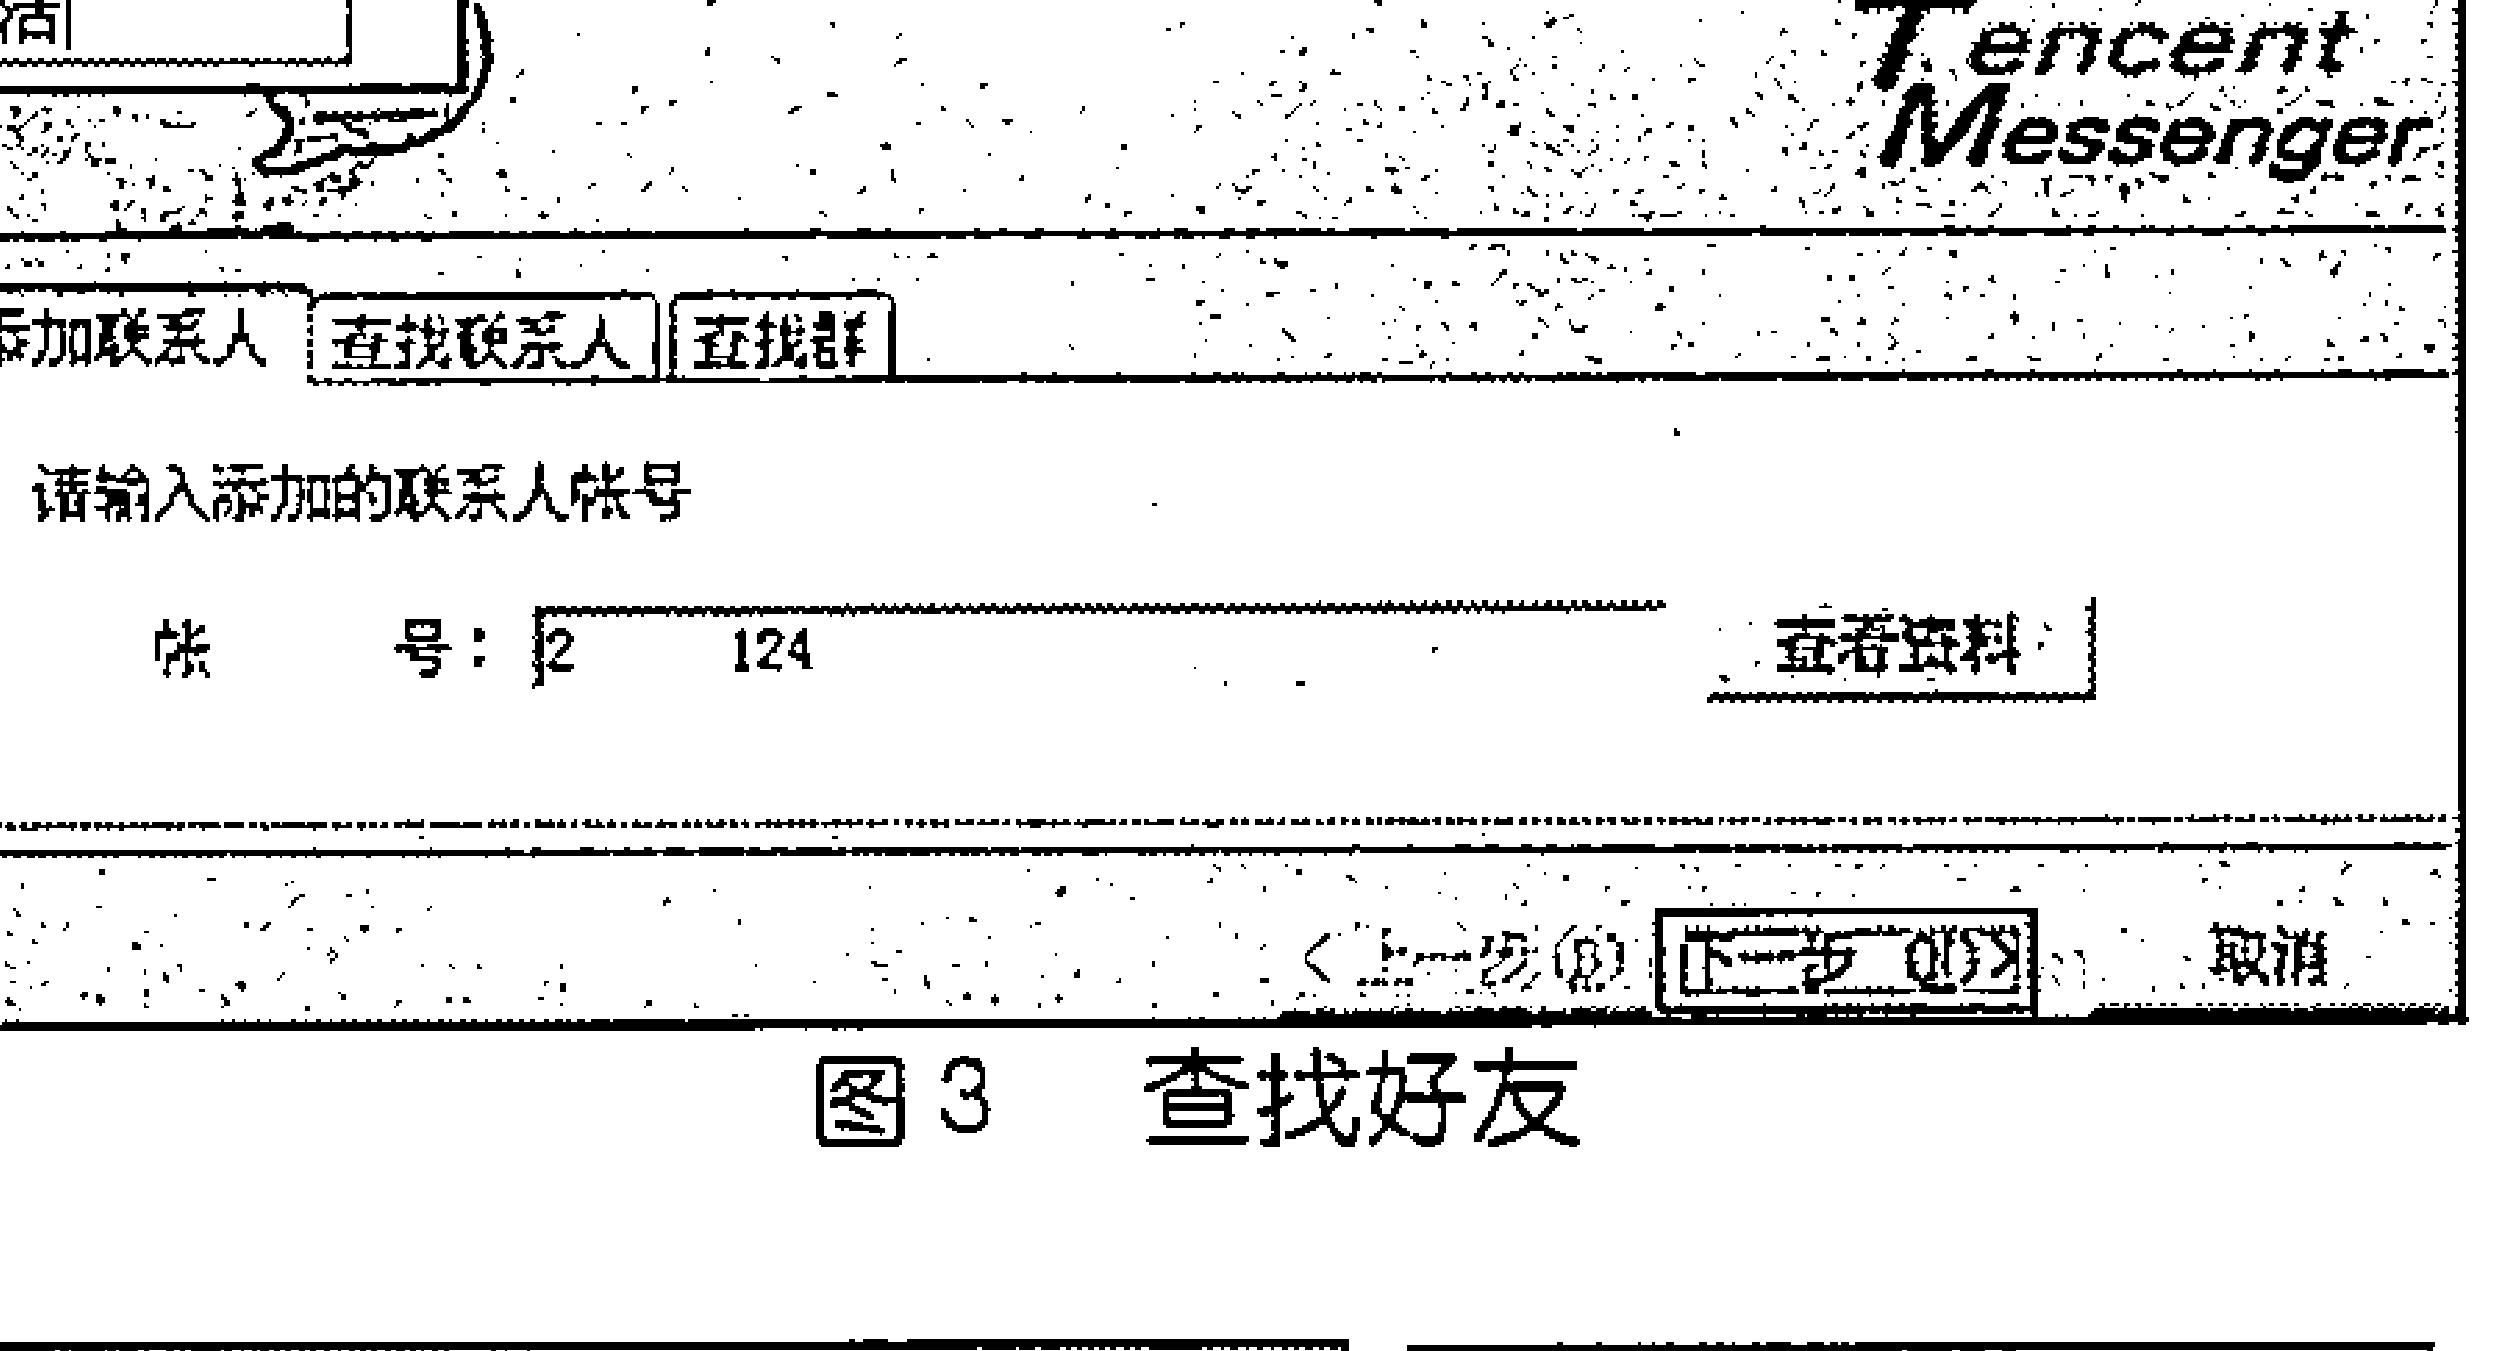 活
Tencent
Messenger
添加联系人 查找联系人 查找群
请输入添加的联系人帐号
帐 号： 2 124 查看资料
< 上一步(B) 下一步(N)> 取消
图3 查找好友